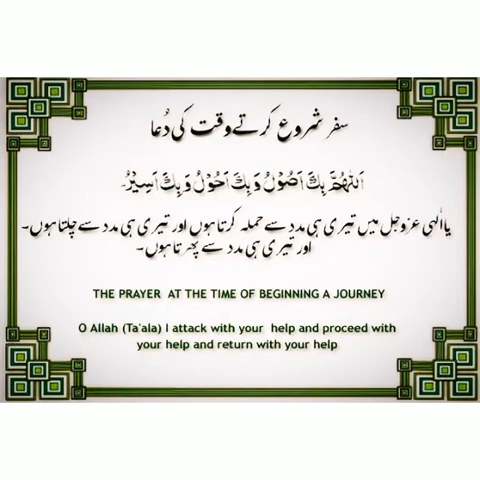 سفر شروع کرتے وقت کی دُعا
اَللّٰهُمَّ بِكَ اَصُوْلُ وَبِكَ اَحُوْلُ وَبِكَ اَسِيْرُ۔
یا الٰہی عزوجل میں تیری ہی مدد سے حملہ کرتا ہوں اور تیری ہی مدد سے چلتا ہوں۔
اور تیری ہی مدد سے پھرتا ہوں۔
THE PRAYER AT THE TIME OF BEGINNING A JOURNEY
O Allah (Ta'ala) I attack with your help and proceed with
your help and return with your help